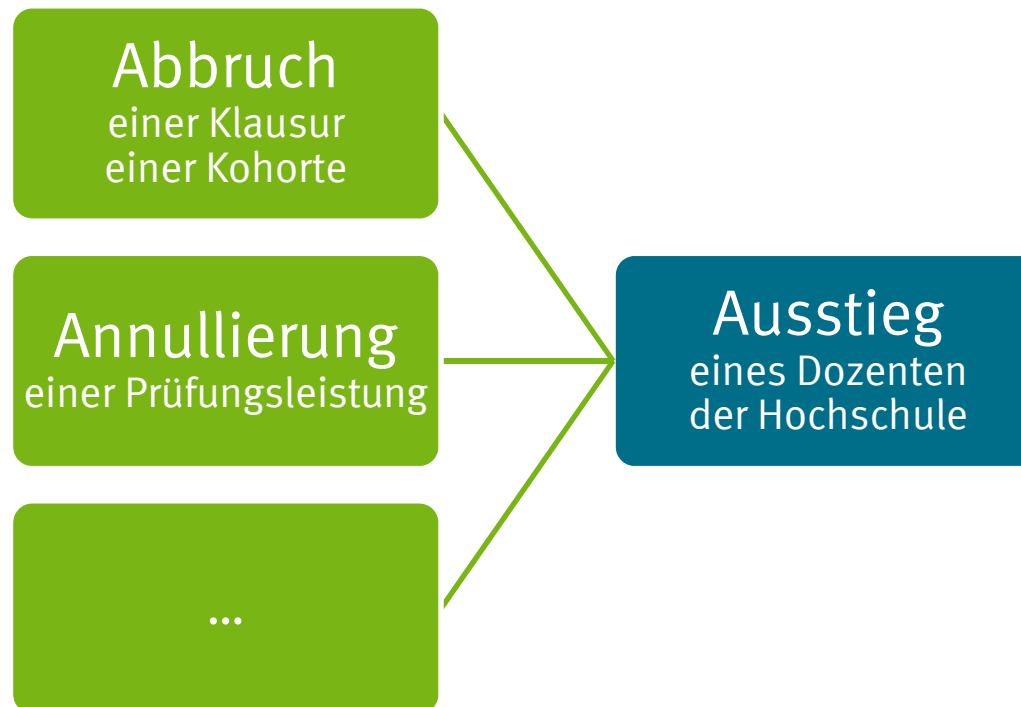 Abbruch
einer Klausur
einer Kohorte
Annullierung
einer Prüfungsleistung
...
Ausstieg
eines Dozenten
der Hochschule